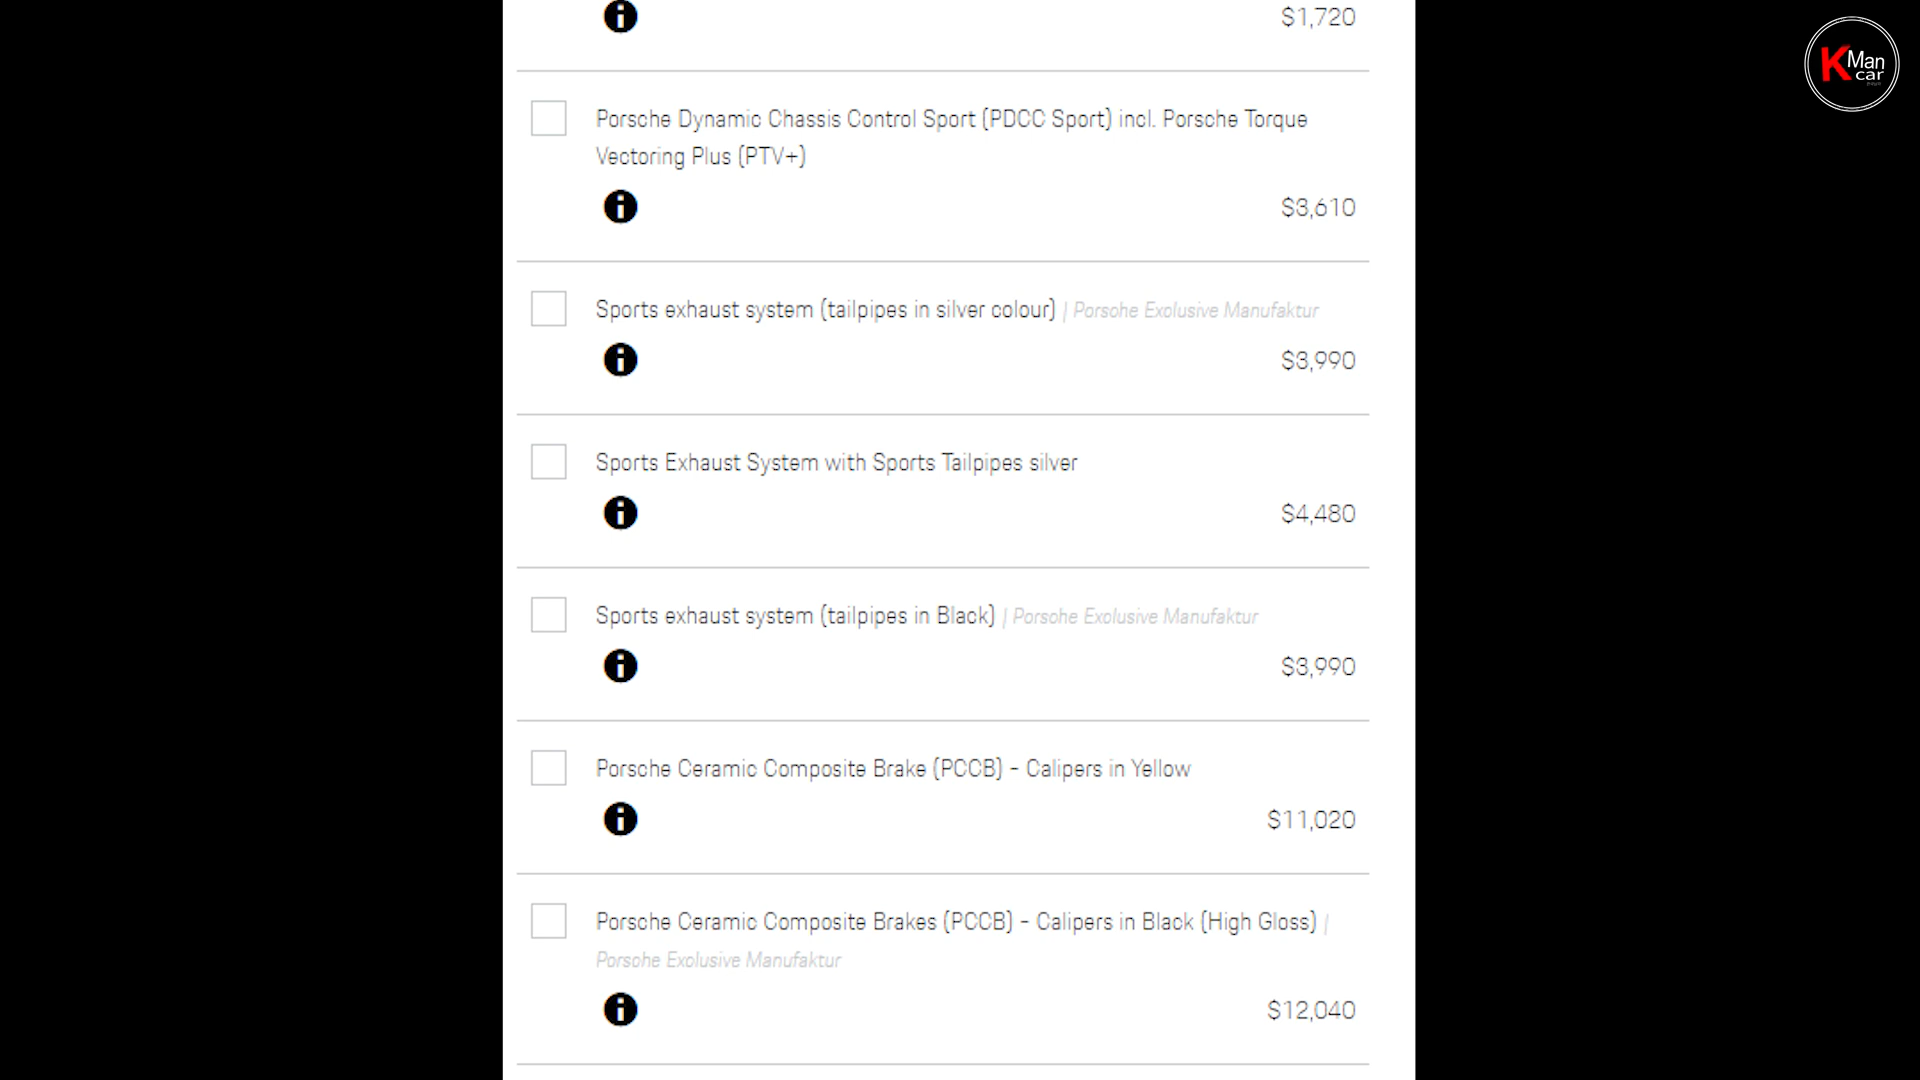 $1,720
K Man
car
Porsche Dynamic Chassis Control Sport (PDCC Sport) incl. Porsche Torque
Vectoring Plus (PTV+)
$3,610
Sports exhaust system (tailpipes in silver colour) | Porsche Exclusive Manufaktur
$3,990
Sports Exhaust System with Sports Tailpipes silver
$4,480
Sports exhaust system (tailpipes in Black) | Porsche Exclusive Manufaktur
$3,990
Porsche Ceramic Composite Brake (PCCB) - Calipers in Yellow
$11,020
Porsche Ceramic Composite Brakes (PCCB) - Calipers in Black (High Gloss) |
Porsche Exclusive Manufaktur
$12,040